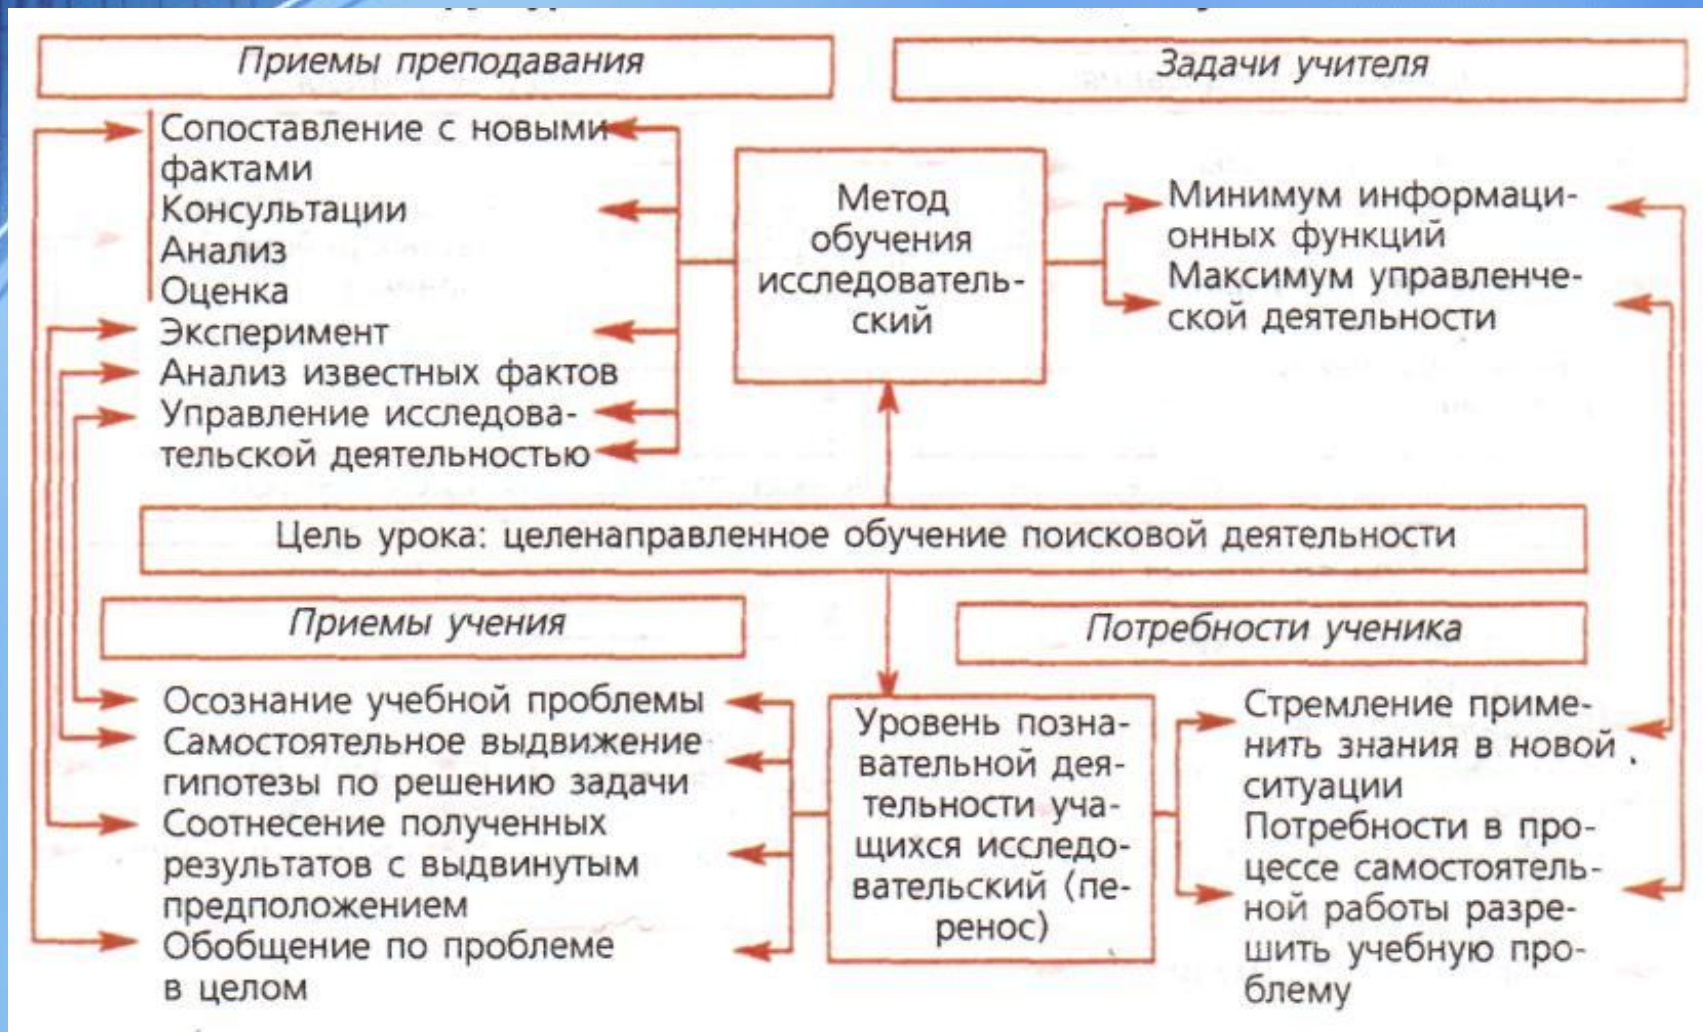 Приемы преподавания
Задачи учителя
Сопоставление с новыми
фактами
Консультации
Анализ
Оценка
Эксперимент
Анализ известных фактов
Управление исследова-
тельской деятельностью
Метод
обучения
исследователь-
ский
Минимум информаци-
онных функций
Максимум управленче-
ской деятельности
Цель урока: целенаправленное обучение поисковой деятельности
Приемы учения
Потребности ученика
Осознание учебной проблемы
Самостоятельное выдвижение
гипотезы по решению задачи
Соотнесение полученных
результатов с выдвинутым
предположением
Обобщение по проблеме
в целом
Уровень позна-
вательной дея-
тельности уча-
щихся исследо-
вательский (пе-
ренос)
Стремление приме-
нить знания в новой
ситуации
Потребности в про-
цессе самостоятель-
ной работы разре-
шить учебную про-
блему